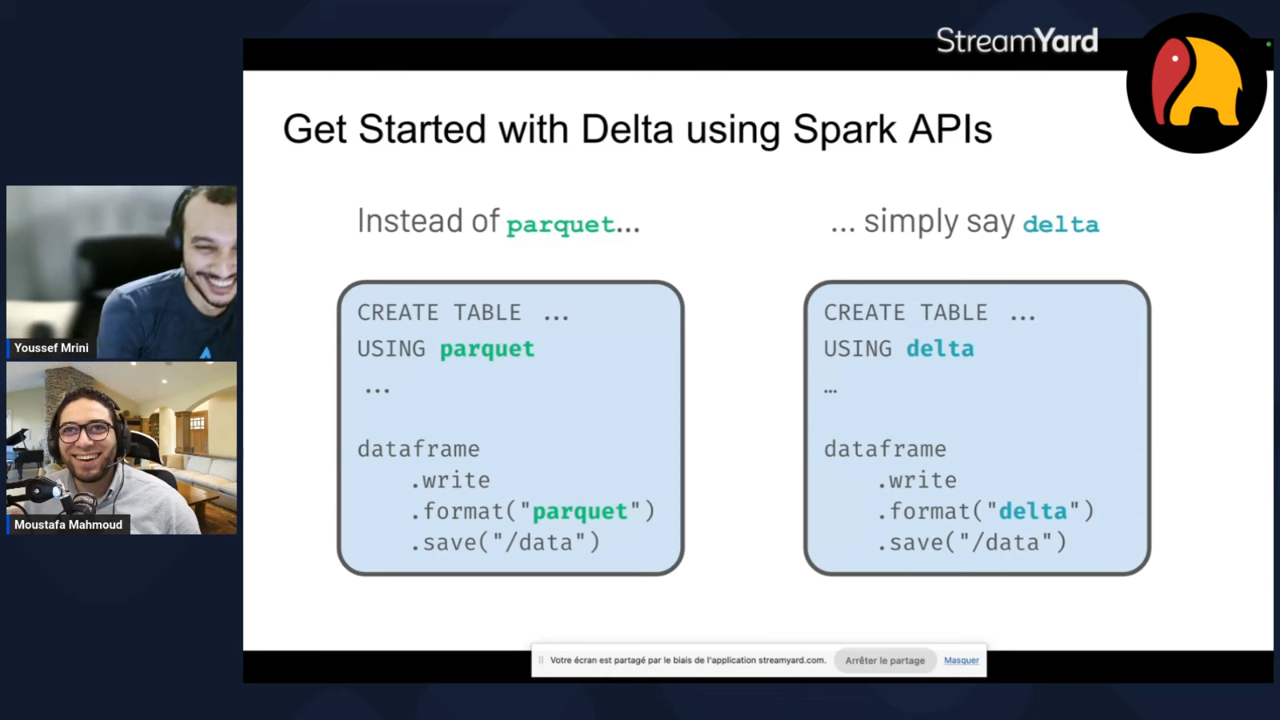 StreamYard
Get Started with Delta using Spark APIs
Instead of parquet...
... simply say delta
CREATE TABLE ...
USING parquet
...
dataframe
.write
.format("parquet")
.save("/data")
CREATE TABLE ...
USING delta
...
dataframe
.write
.format("delta")
.save("/data")
Youssef Mrini
Moustafa Mahmoud
Votre écran est partagé par le biais de l'application streamyard.com. Arrêter le partage Masquer